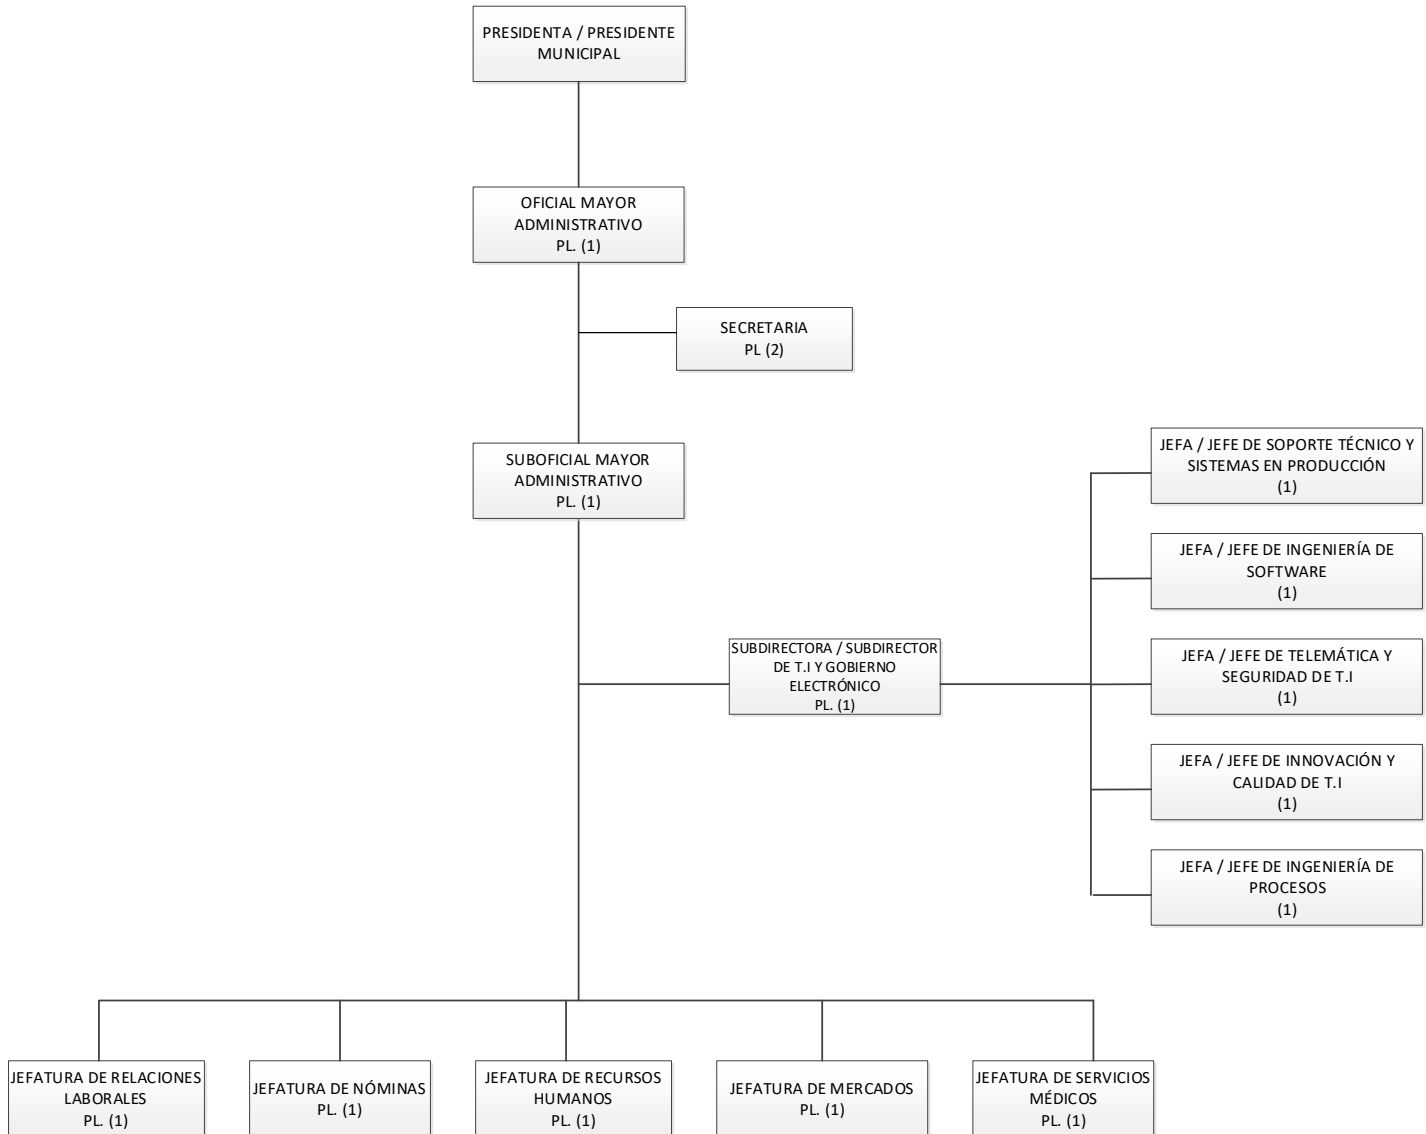 PRESIDENTA / PRESIDENTE
MUNICIPAL
OFICIAL MAYOR
ADMINISTRATIVO
PL. (1)
SECRETARIA
PL (2)
SUBOFICIAL MAYOR
ADMINISTRATIVO
PL. (1)
SUBDIRECTORA / SUBDIRECTOR
DE T.I Y GOBIERNO
ELECTRÓNICO
PL. (1)
JEFA / JEFE DE SOPORTE TÉCNICO Y
SISTEMAS EN PRODUCCIÓN
(1)
JEFA / JEFE DE INGENIERÍA DE
SOFTWARE
(1)
JEFA / JEFE DE TELEMÁTICA Y
SEGURIDAD DE T.I
(1)
JEFA / JEFE DE INNOVACIÓN Y
CALIDAD DE T.I
(1)
JEFA / JEFE DE INGENIERÍA DE
PROCESOS
(1)
JEFATURA DE RELACIONES
LABORALES
PL. (1)
JEFATURA DE NÓMINAS
PL. (1)
JEFATURA DE RECURSOS
HUMANOS
PL. (1)
JEFATURA DE MERCADOS
PL. (1)
JEFATURA DE SERVICIOS
MÉDICOS
PL. (1)